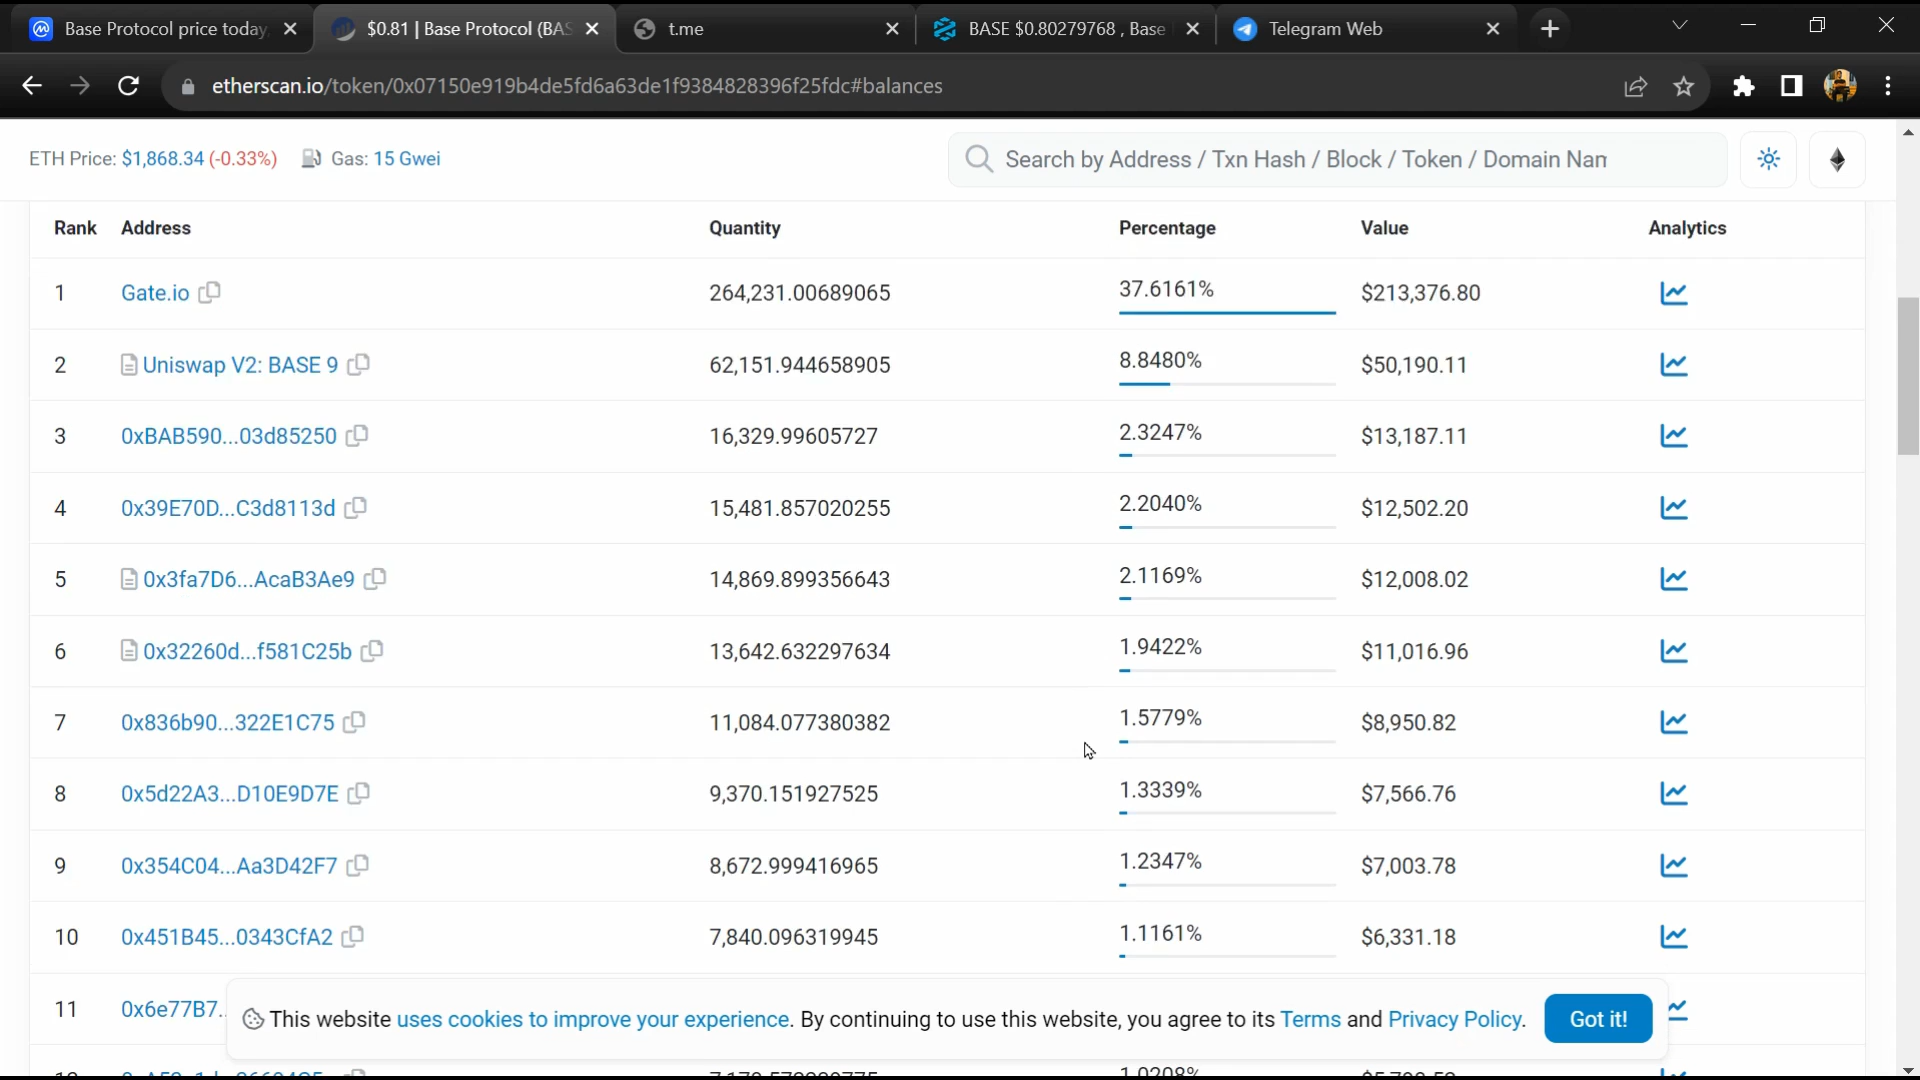 Base Protocol price today,
$0.81 | Base Protocol (BAS
t.me
BASE $0.80279768 , Base
Telegram Web
etherscan.io/token/0x07150e919b4de5fd6a63de1f9384828396f25fdc#balances
ETH Price: $1,868.34 (-0.33%) Gas: 15 Gwei
Search by Address / Txn Hash / Block / Token / Domain Nam
Rank Address Quantity Percentage Value Analytics
1 Gate.io 264,231.00689065 37.6161% $213,376.80
2 Uniswap V2: BASE 9 62,151.944658905 8.8480% $50,190.11
3 0xBAB590...03d85250 16,329.99605727 2.3247% $13,187.11
4 0x39E70D...C3d8113d 15,481.857020255 2.2040% $12,502.20
5 0x3fa7D6...AcaB3Ae9 14,869.899356643 2.1169% $12,008.02
6 0x32260d...f581C25b 13,642.632297634 1.9422% $11,016.96
7 0x836b90...322E1C75 11,084.077380382 1.5779% $8,950.82
8 0x5d22A3...D10E9D7E 9,370.151927525 1.3339% $7,566.76
9 0x354C04...Aa3D42F7 8,672.999416965 1.2347% $7,003.78
10 0x451B45...0343CfA2 7,840.096319945 1.1161% $6,331.18
11 0x6e77B7..
This website uses cookies to improve your experience. By continuing to use this website, you agree to its Terms and Privacy Policy. Got it!